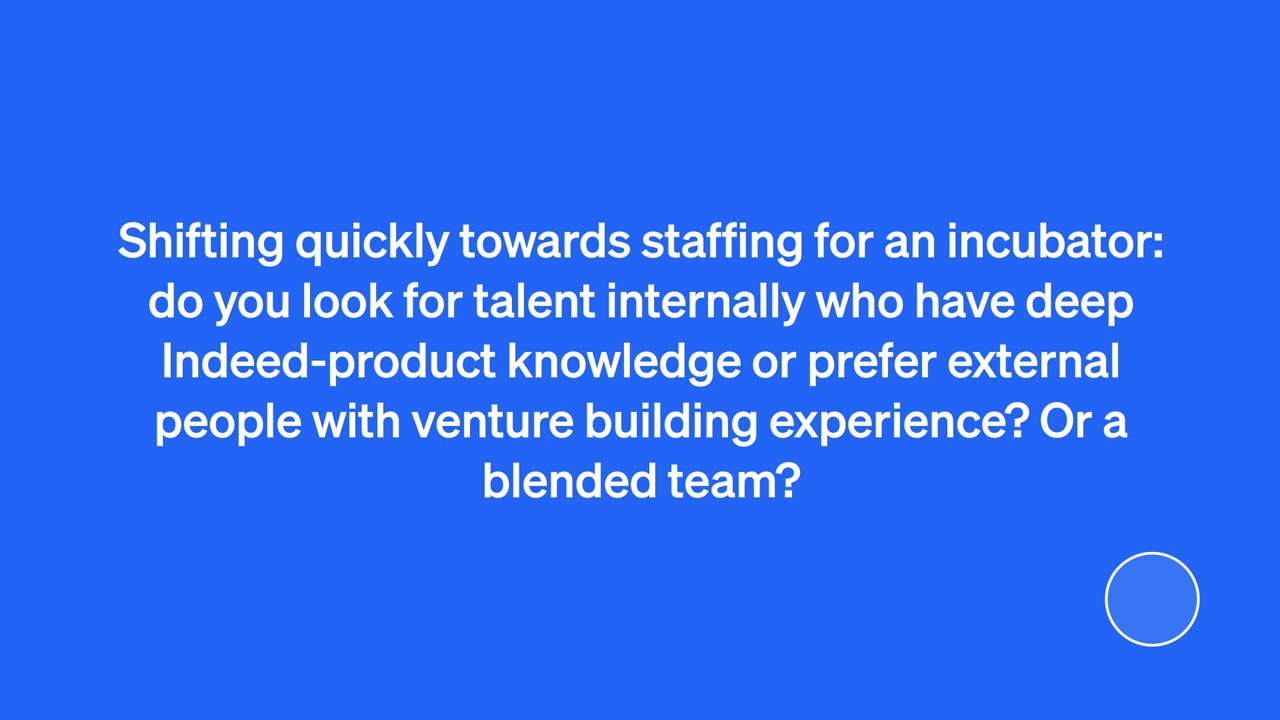 Shifting quickly towards staffing for an incubator:
do you look for talent internally who have deep
Indeed-product knowledge or prefer external
people with venture building experience? Or a
blended team?